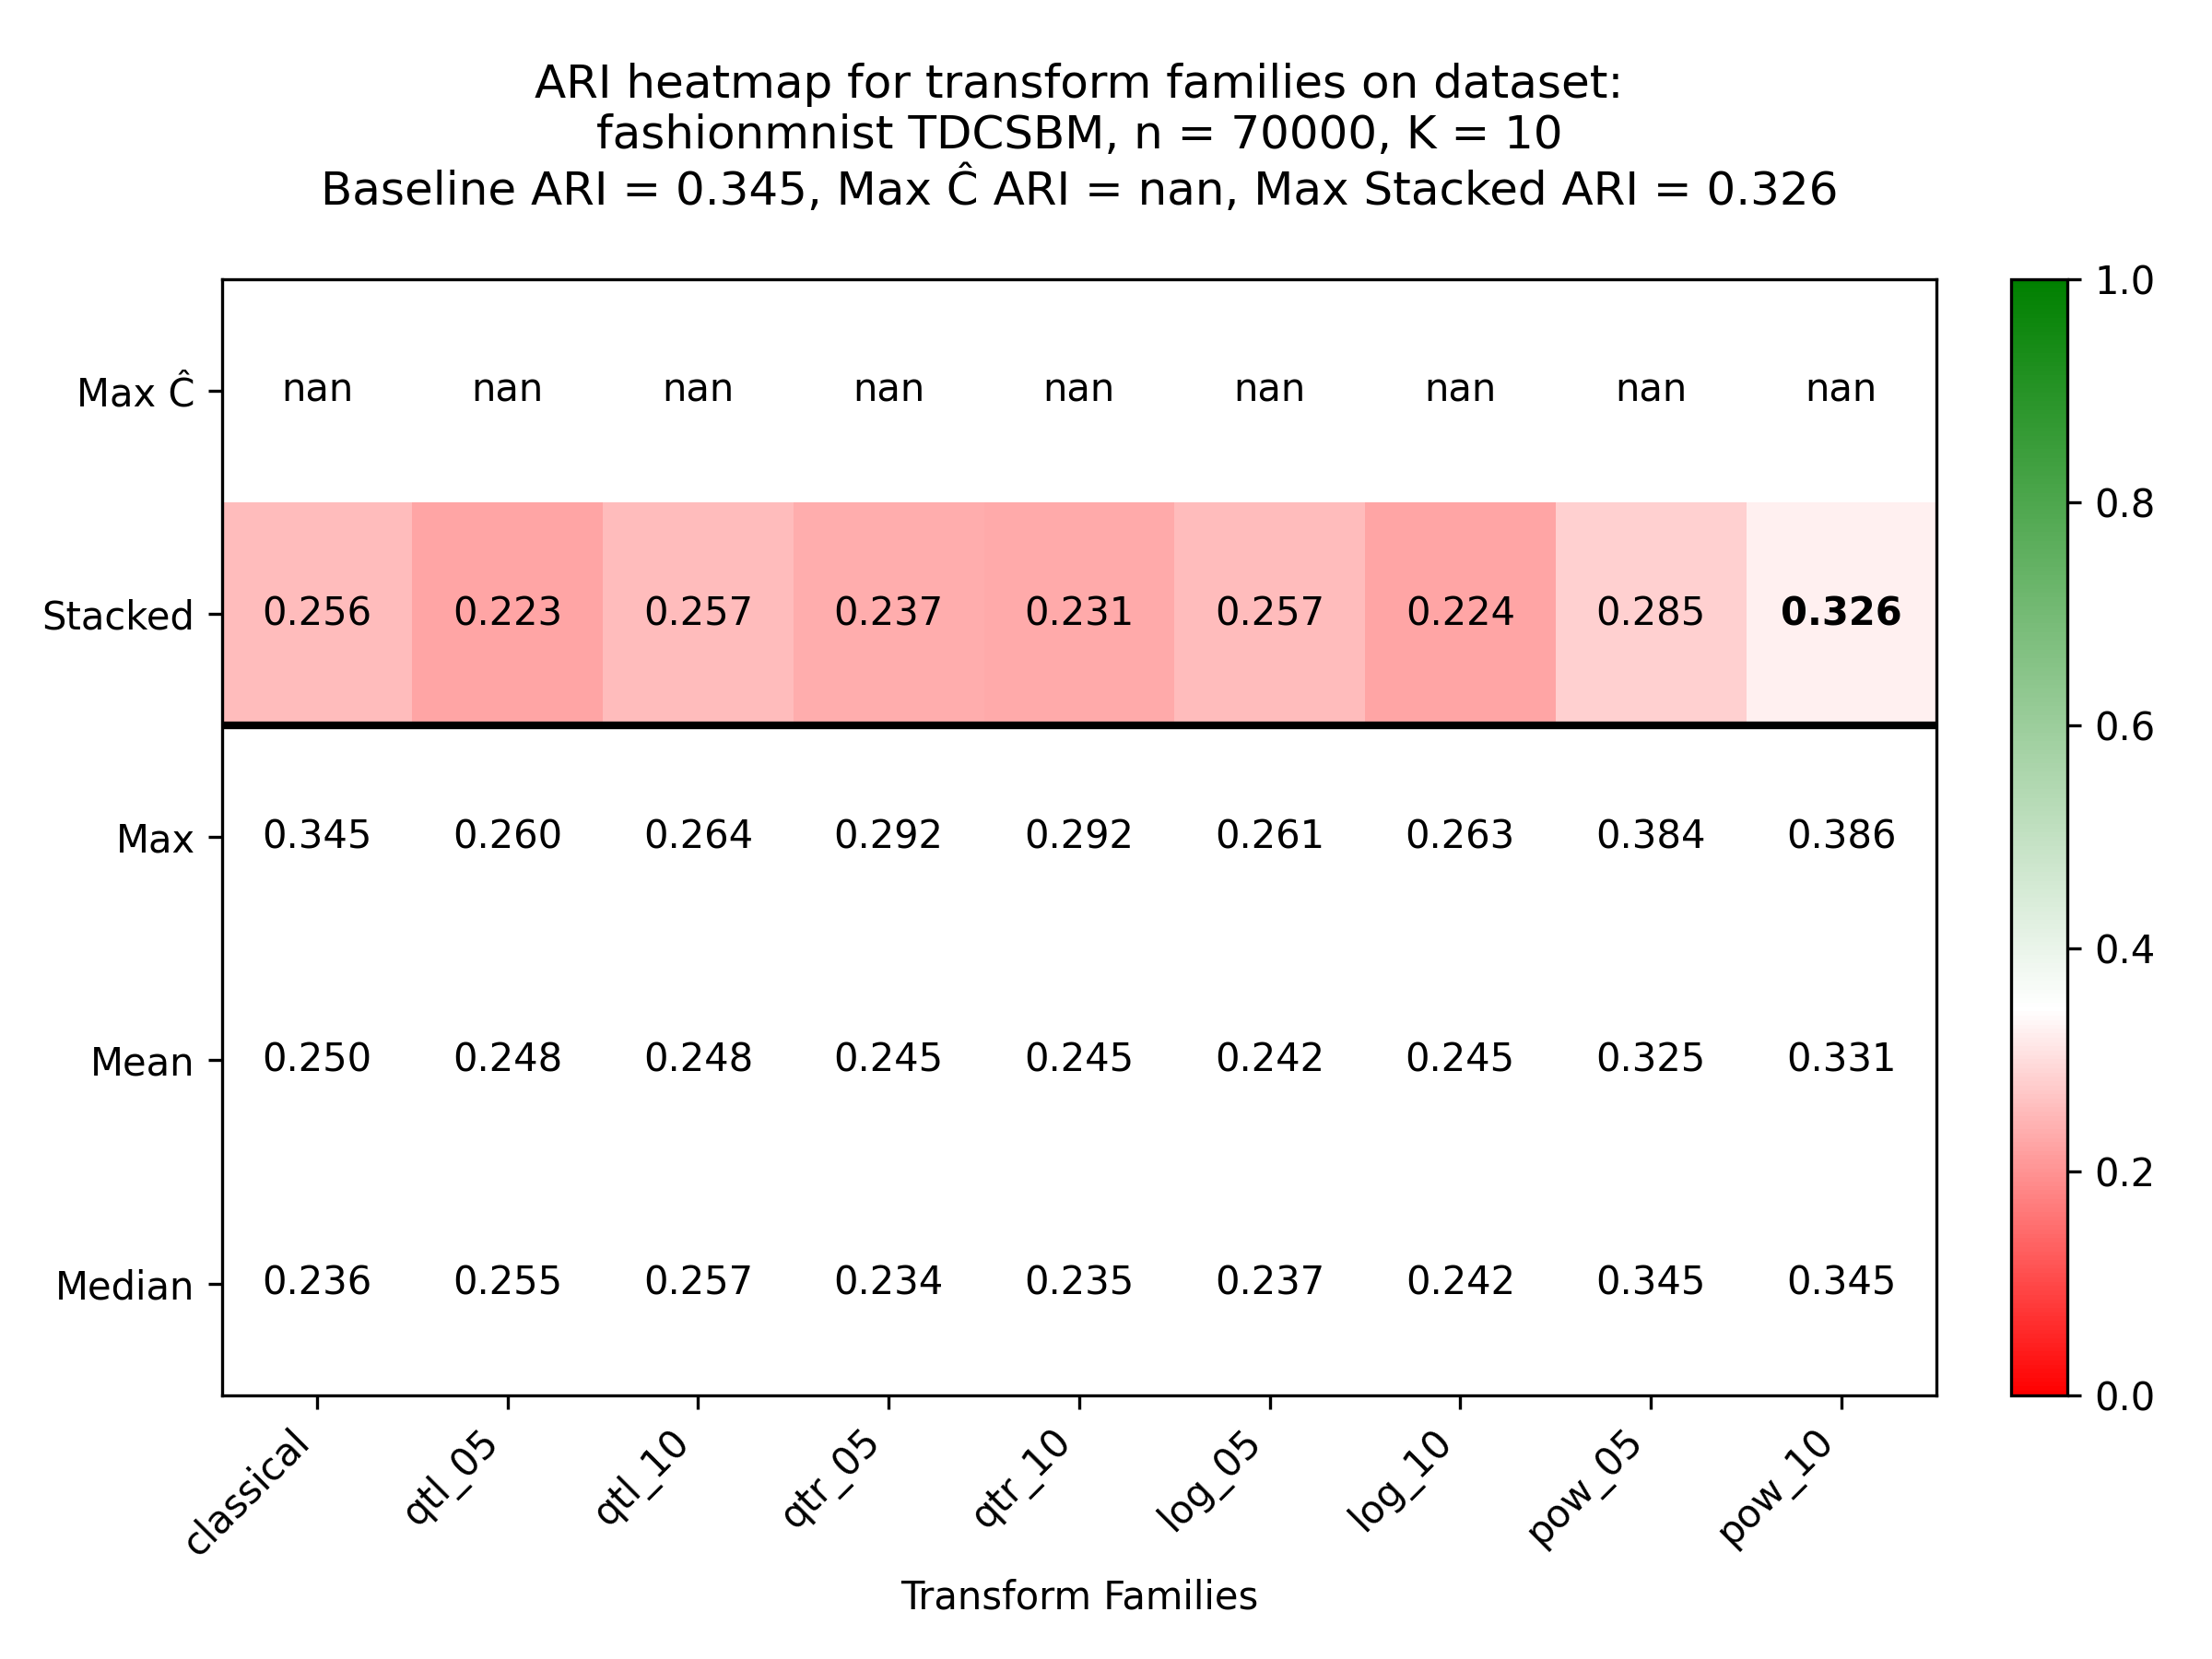 ARI heatmap for transform families on dataset:
fashionmnist TDCSBM, n = 70000, K = 10
Baseline ARI = 0.345, Max Ĉ ARI = nan, Max Stacked ARI = 0.326
Max Ĉ nan nan nan nan nan nan nan nan nan
Stacked 0.256 0.223 0.257 0.237 0.231 0.257 0.224 0.285 0.326
Max 0.345 0.260 0.264 0.292 0.292 0.261 0.263 0.384 0.386
Mean 0.250 0.248 0.248 0.245 0.245 0.242 0.245 0.325 0.331
Median 0.236 0.255 0.257 0.234 0.235 0.237 0.242 0.345 0.345
classical qtl_05 qtl_10 qtr_05 qtr_10 log_05 log_10 pow_05 pow_10
Transform Families
1.0
0.8
0.6
0.4
0.2
0.0